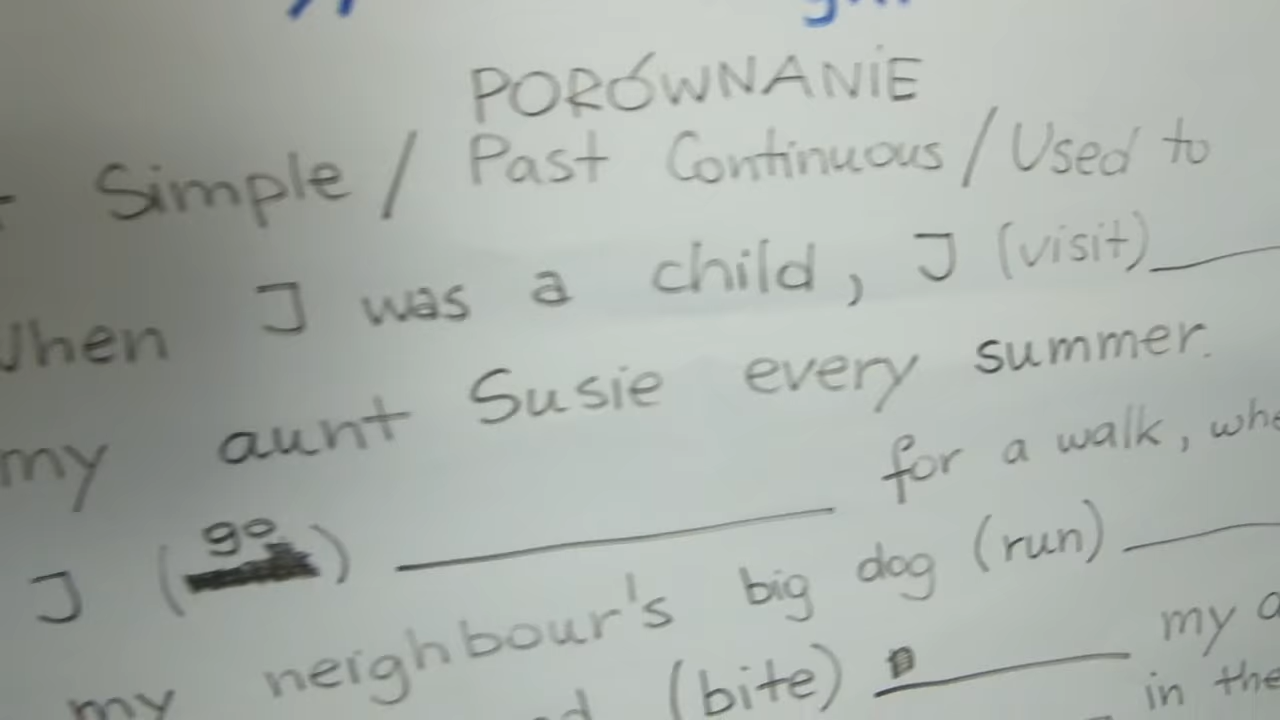 PORÓWNANIE
Simple / Past Continuous / Used to
When I was a child, I (visit)
my aunt Susie every summer.
I (go) for a walk,
my neighbour's big dog (run)
(bite) my
in the